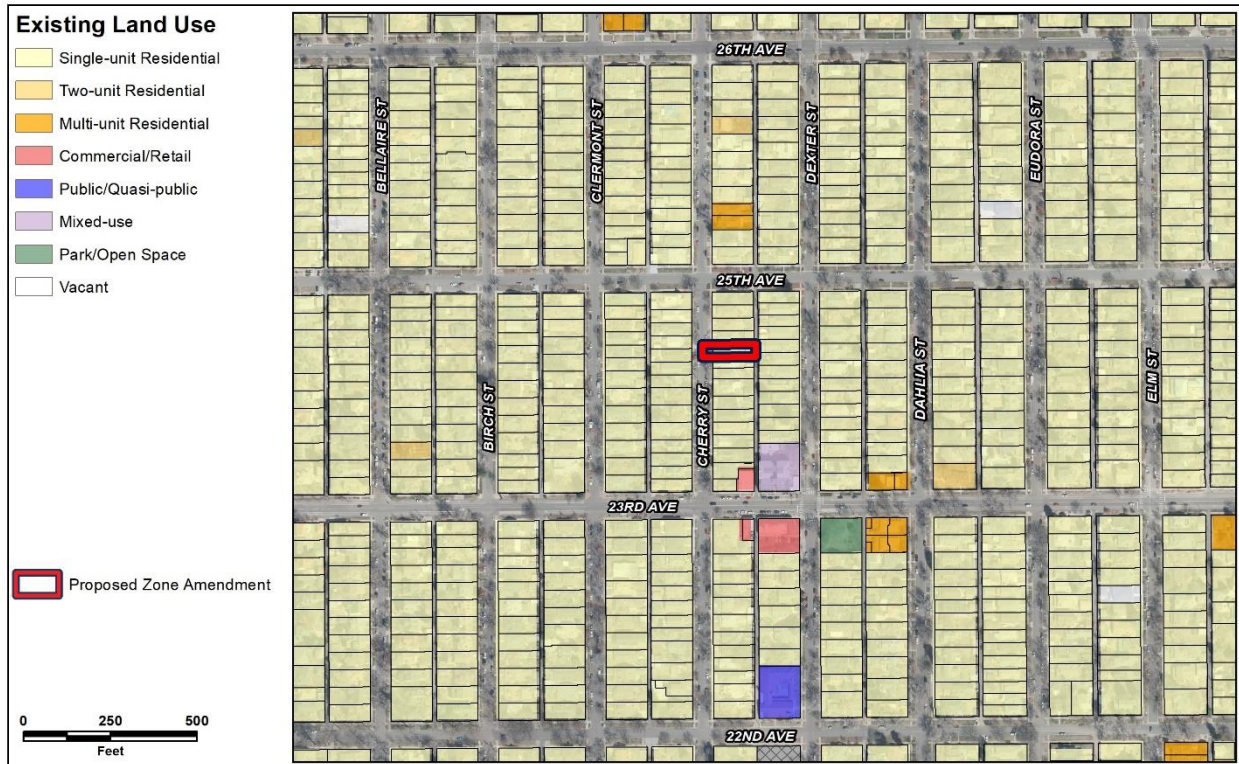 Existing Land Use
Single-unit Residential
Two-unit Residential
Multi-unit Residential
Commercial/Retail
Public/Quasi-public
Mixed-use
Park/Open Space
Vacant
Proposed Zone Amendment
0 250 500
Feet
26TH AVE
BELLAIRE ST
CLERMONT ST
DEXTER ST
EUDORA ST
25TH AVE
BIRCH ST
CHERRY ST
DAHLIA ST
ELM ST
23RD AVE
22ND AVE